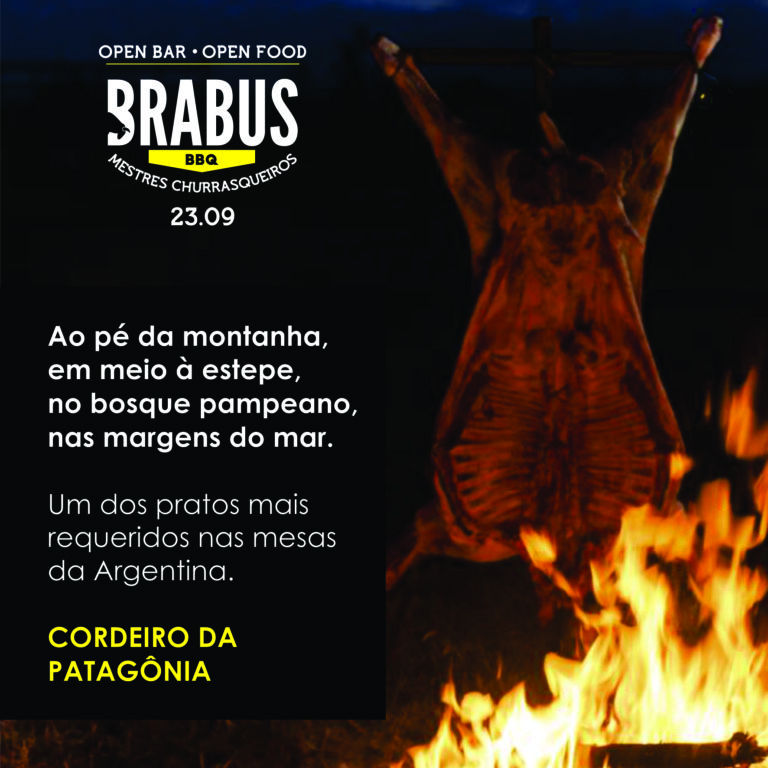 OPEN BAR • OPEN FOOD
BRABUS
BBQ
MESTRES CHURRASQUEIROS
23.09
Ao pé da montanha,
em meio à estepe,
no bosque pampeano,
nas margens do mar.
Um dos pratos mais
requeridos nas mesas
da Argentina.
CORDEIRO DA
PATAGÔNIA